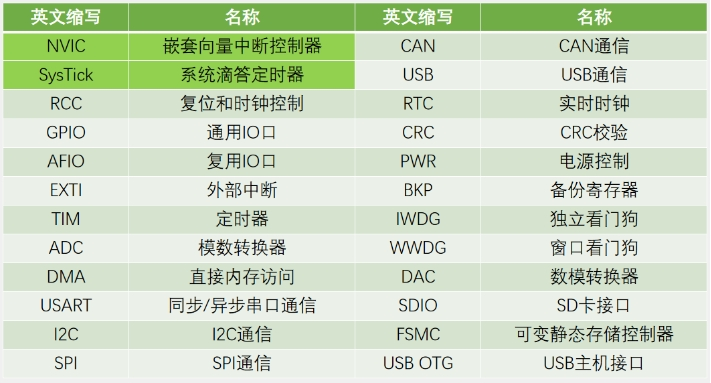 英文缩写 名称 英文缩写 名称
NVIC 嵌套向量中断控制器 CAN CAN通信
SysTick 系统滴答定时器 USB USB通信
RCC 复位和时钟控制 RTC 实时时钟
GPIO 通用IO口 CRC CRC校验
AFIO 复用IO口 PWR 电源控制
EXTI 外部中断 BKP 备份寄存器
TIM 定时器 IWDG 独立看门狗
ADC 模数转换器 WWDG 窗口看门狗
DMA 直接内存访问 DAC 数模转换器
USART 同步/异步串口通信 SDIO SD卡接口
I2C I2C通信 FSMC 可变静态存储控制器
SPI SPI通信 USB OTG USB主机接口